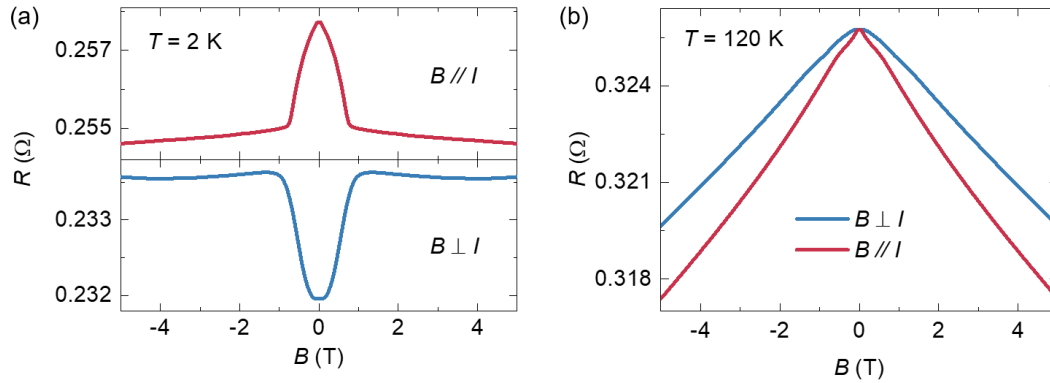 (a)
T = 2 K
B // I
B ⊥ I
0.257
0.255
0.233
0.232
R (Ω)
-4 -2 0 2 4
B (T)
(b)
T = 120 K
0.324
0.321
0.318
R (Ω)
B ⊥ I
B // I
-4 -2 0 2 4
B (T)